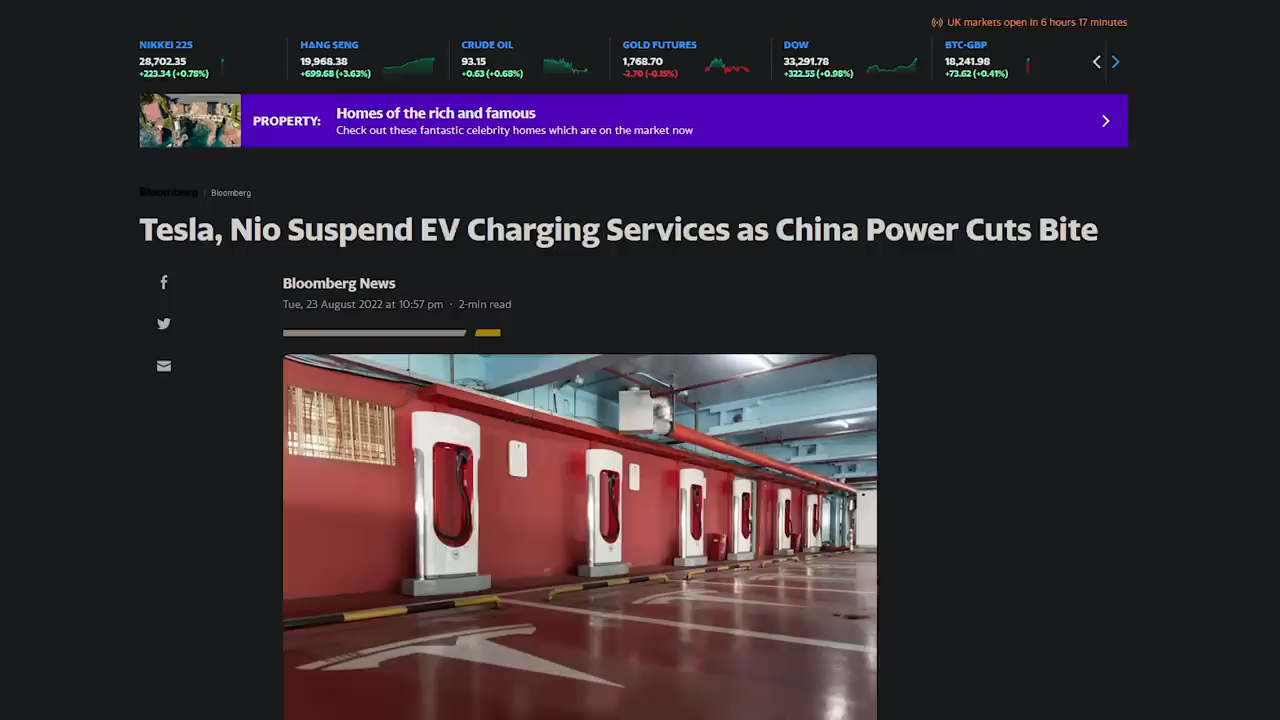 UK markets open in 6 hours 17 minutes
NIKKEI 225
28,702.35
+223.34 (+0.78%)
HANG SENG
19,968.38
+699.68 (+3.63%)
CRUDE OIL
93.15
+0.63 (+0.68%)
GOLD FUTURES
1,768.70
-2.70 (-0.15%)
DOW
33,291.78
+322.55 (+0.98%)
BTC-GBP
18,241.98
+73.62 (+0.41%)
PROPERTY:
Homes of the rich and famous
Check out these fantastic celebrity homes which are on the market now
Bloomberg | Bloomberg
Tesla, Nio Suspend EV Charging Services as China Power Cuts Bite
Bloomberg News
Tue, 23 August 2022 at 10:57 pm · 2-min read